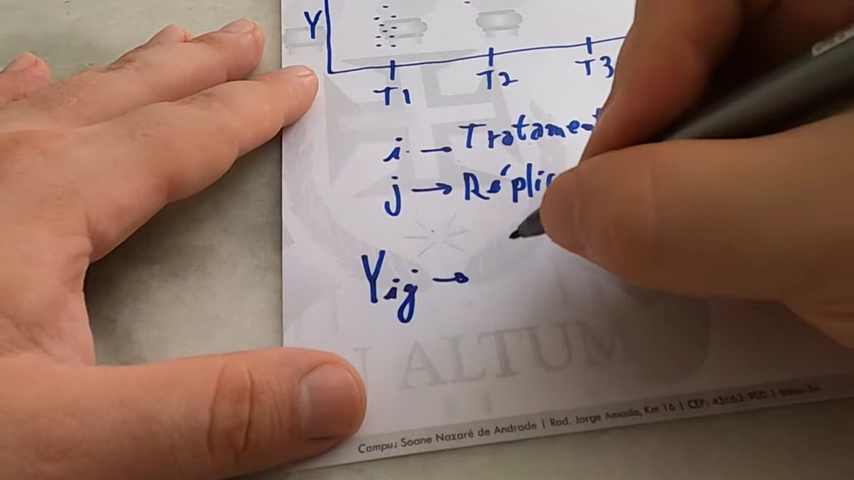 Y
T1 T2 T3
i → Tratament
j → Réplic
Yij →
N ALTUM
Campus Soane Nazaré de Andrade | Rod. Jorge Amado, Km 16 | CEP: 45662-900 |